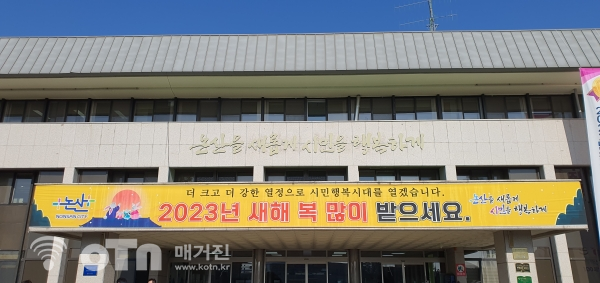 논산을 새롭게 시민을 행복하게
논산
NONSAN CITY
더 크고 더 강한 열정으로 시민행복시대를 열겠습니다.
2023년 새해 복 많이 받으세요.
논산을 새롭게
시민을 행복하게
OTN 매거진
www.kotn.kr